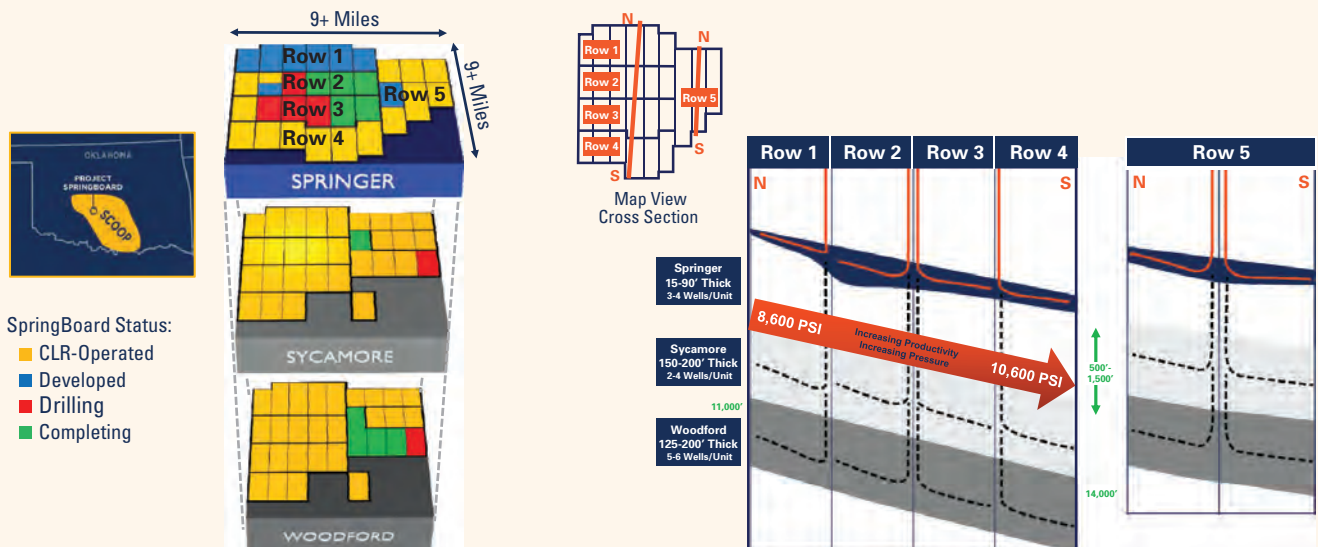 9+ Miles
9+ Miles
Row 1
Row 2
Row 3
Row 4
Row 5
SPRINGER
SYCAMORE
WOODFORD
OKLAHOMA
PROJECT
SPRINGBOARD
SCOOP
SpringBoard Status:
CLR-Operated
Developed
Drilling
Completing
N
N
Row 1
Row 2
Row 3
Row 4
Row 5
S
S
Map View
Cross Section
Row 1
Row 2
Row 3
Row 4
N
S
Springer
15-90' Thick
3-4 Wells/Unit
8,600 PSI
Increasing Productivity
Increasing Pressure
10,600 PSI
Sycamore
150-200' Thick
2-4 Wells/Unit
11,000'
Woodford
125-200' Thick
5-6 Wells/Unit
500'-
1,500'
14,000'
Row 5
N
S